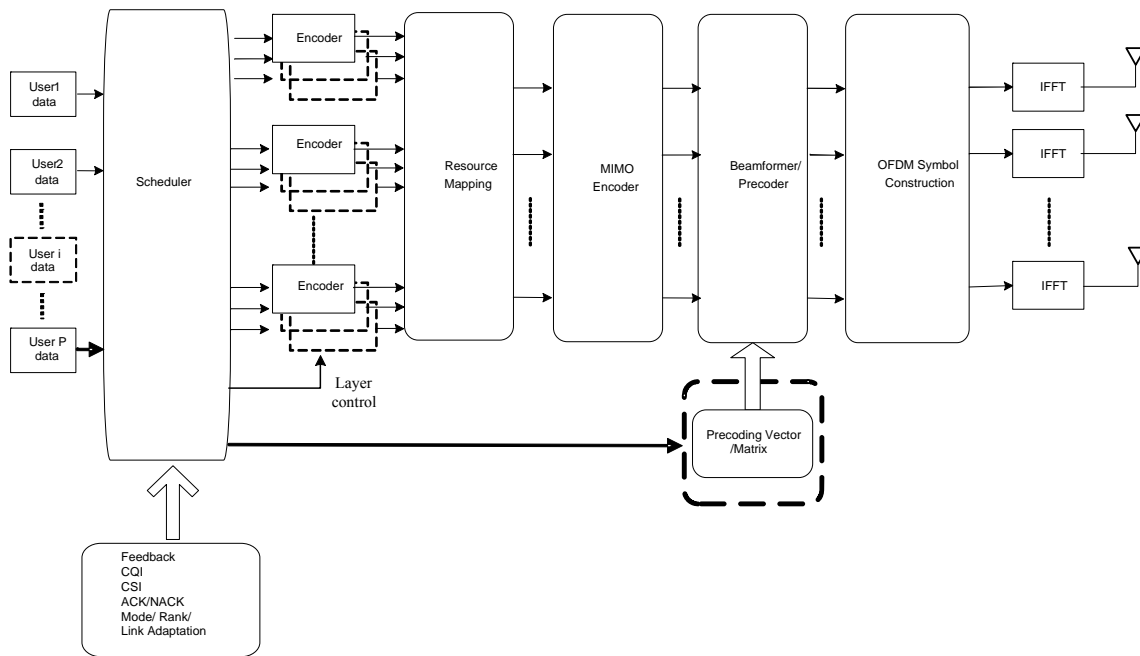 User1
data
User2
data
User i
data
User P
data
Scheduler
Encoder
Encoder
Encoder
Layer
control
Resource
Mapping
MIMO
Encoder
Beamformer/
Precoder
OFDM Symbol
Construction
IFFT
IFFT
IFFT
Precoding Vector
/Matrix
Feedback
CQI
CSI
ACK/NACK
Mode/ Rank/
Link Adaptation